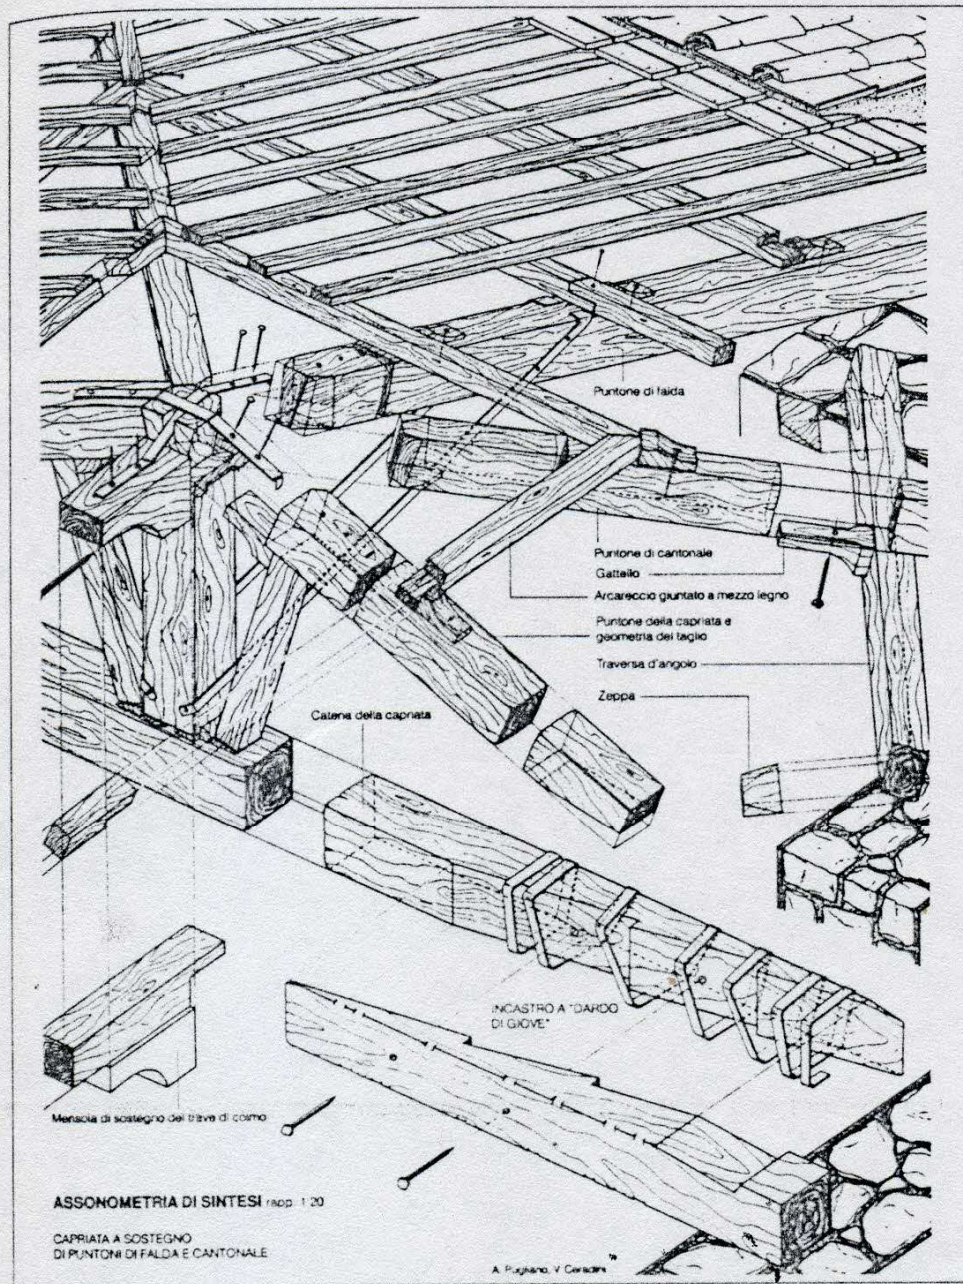 Puntone di falda
Puntone di cantonale
Gattello
Arcareccio giuntato a mezzo legno
Puntone della capriata e
geometria del taglio
Traversa d'angolo
Zeppa
Catena della capriata
INCASTRO A "DARDO
DI GIOVE"
Mensola di sostegno del trave di colmo
ASSONOMETRIA DI SINTESI rapp. 1:20
CAPRIATA A SOSTEGNO
DI PUNTONI DI FALDA E CANTONALE
A. Pugliano, V. Ceradini